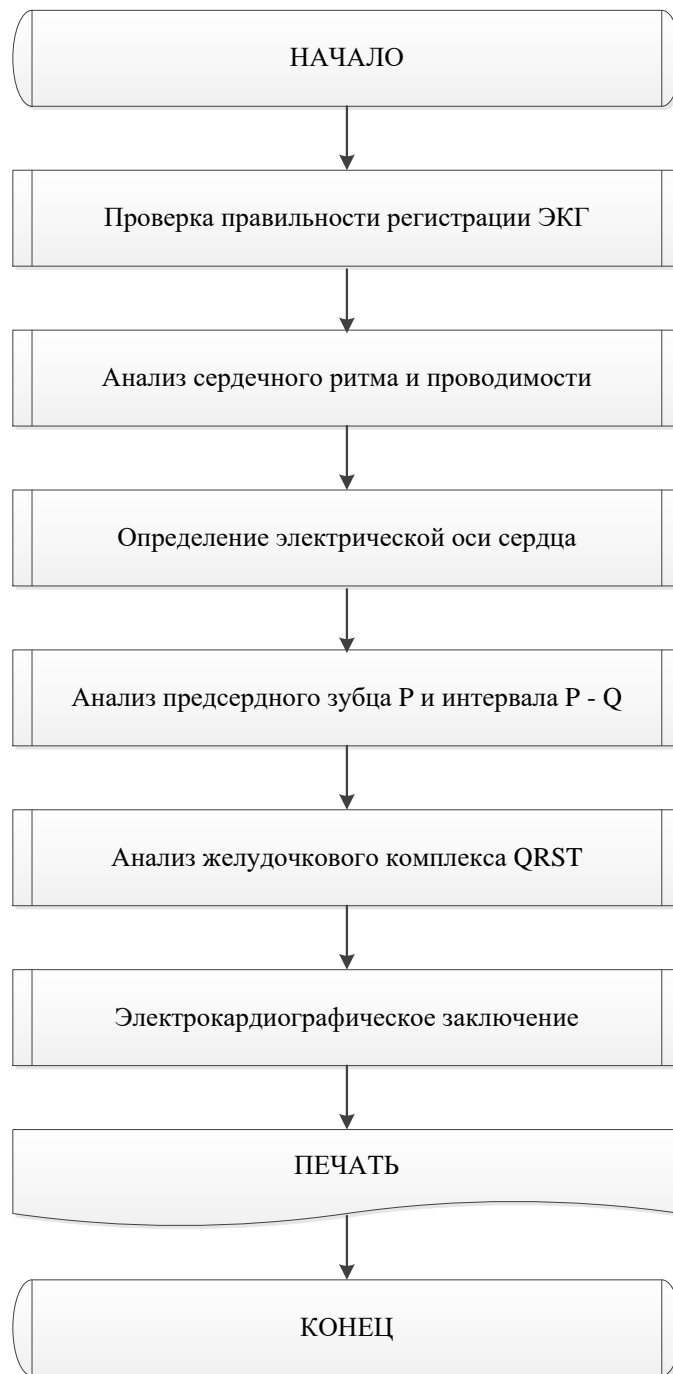 НАЧАЛО
Проверка правильности регистрации ЭКГ
Анализ сердечного ритма и проводимости
Определение электрической оси сердца
Анализ предсердного зубца P и интервала P - Q
Анализ желудочкового комплекса QRST
Электрокардиографическое заключение
ПЕЧАТЬ
КОНЕЦ